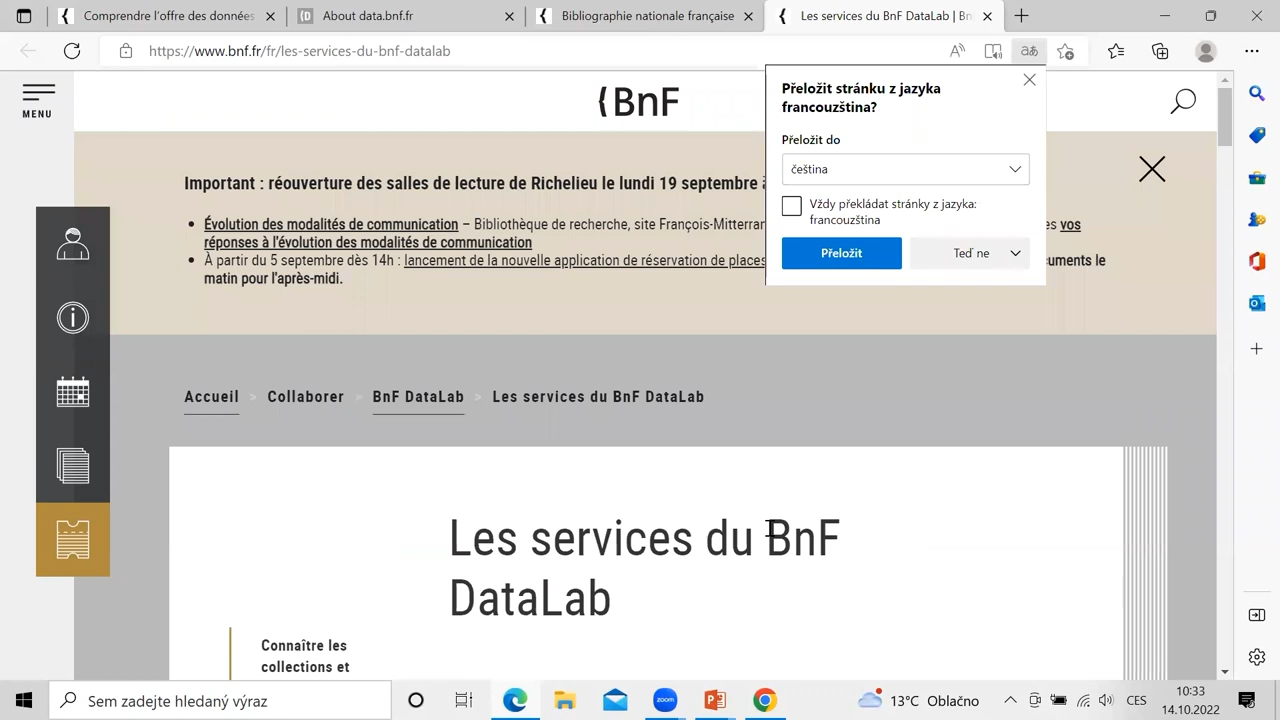 Comprendre l'offre des données
About data.bnf.fr
Bibliographie nationale française
Les services du BnF DataLab | Bn
https://www.bnf.fr/fr/les-services-du-bnf-datalab
MENU
BnF
Přeložit stránku z jazyka
francouzština?
Přeložit do
čeština
Vždy překládat stránky z jazyka:
francouzština
Přeložit
Teď ne
Important : réouverture des salles de lecture de Richelieu le lundi 19 septembre
Évolution des modalités de communication – Bibliothèque de recherche, site François-Mitterran es vos
réponses à l'évolution des modalités de communication
À partir du 5 septembre dès 14h : lancement de la nouvelle application de réservation de places uments le
matin pour l'après-midi.
Accueil > Collaborer > BnF DataLab > Les services du BnF DataLab
Les services du BnF
DataLab
Connaître les
collections et
Sem zadejte hledaný výraz
zoom
13°C Oblačno
CES
10:33
14.10.2022